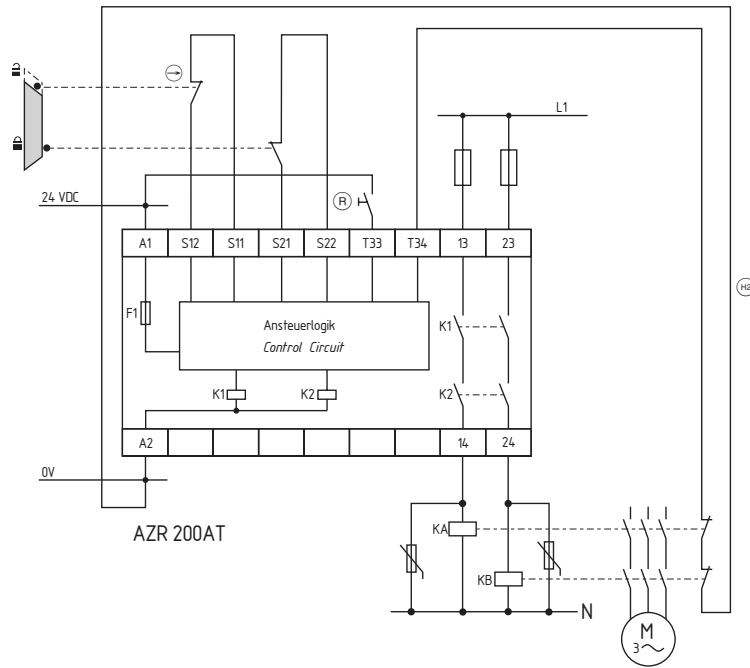 L1
24 VDC
R
A1 S12 S11 S21 S22 T33 T34 13 23
H2
F1
Ansteuerlogik
Control Circuit
K1
K1 K2
K2
A2 14 24
0V
AZR 200AT
KA
KB
N
M
3